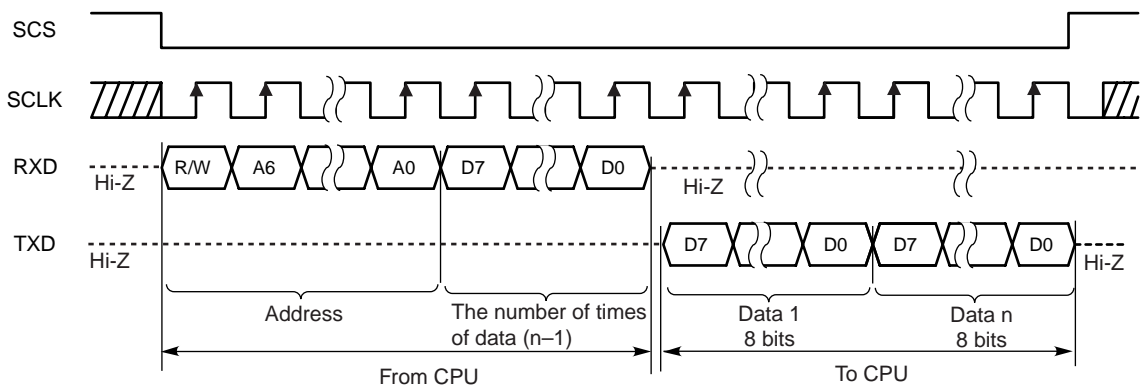 SCS
SCLK
RXD
Hi-Z
R/W A6 A0 D7 D0
Hi-Z
TXD
Hi-Z
D7 D0 D7 D0
Hi-Z
Address
The number of times
of data (n–1)
Data 1
8 bits
Data n
8 bits
From CPU
To CPU